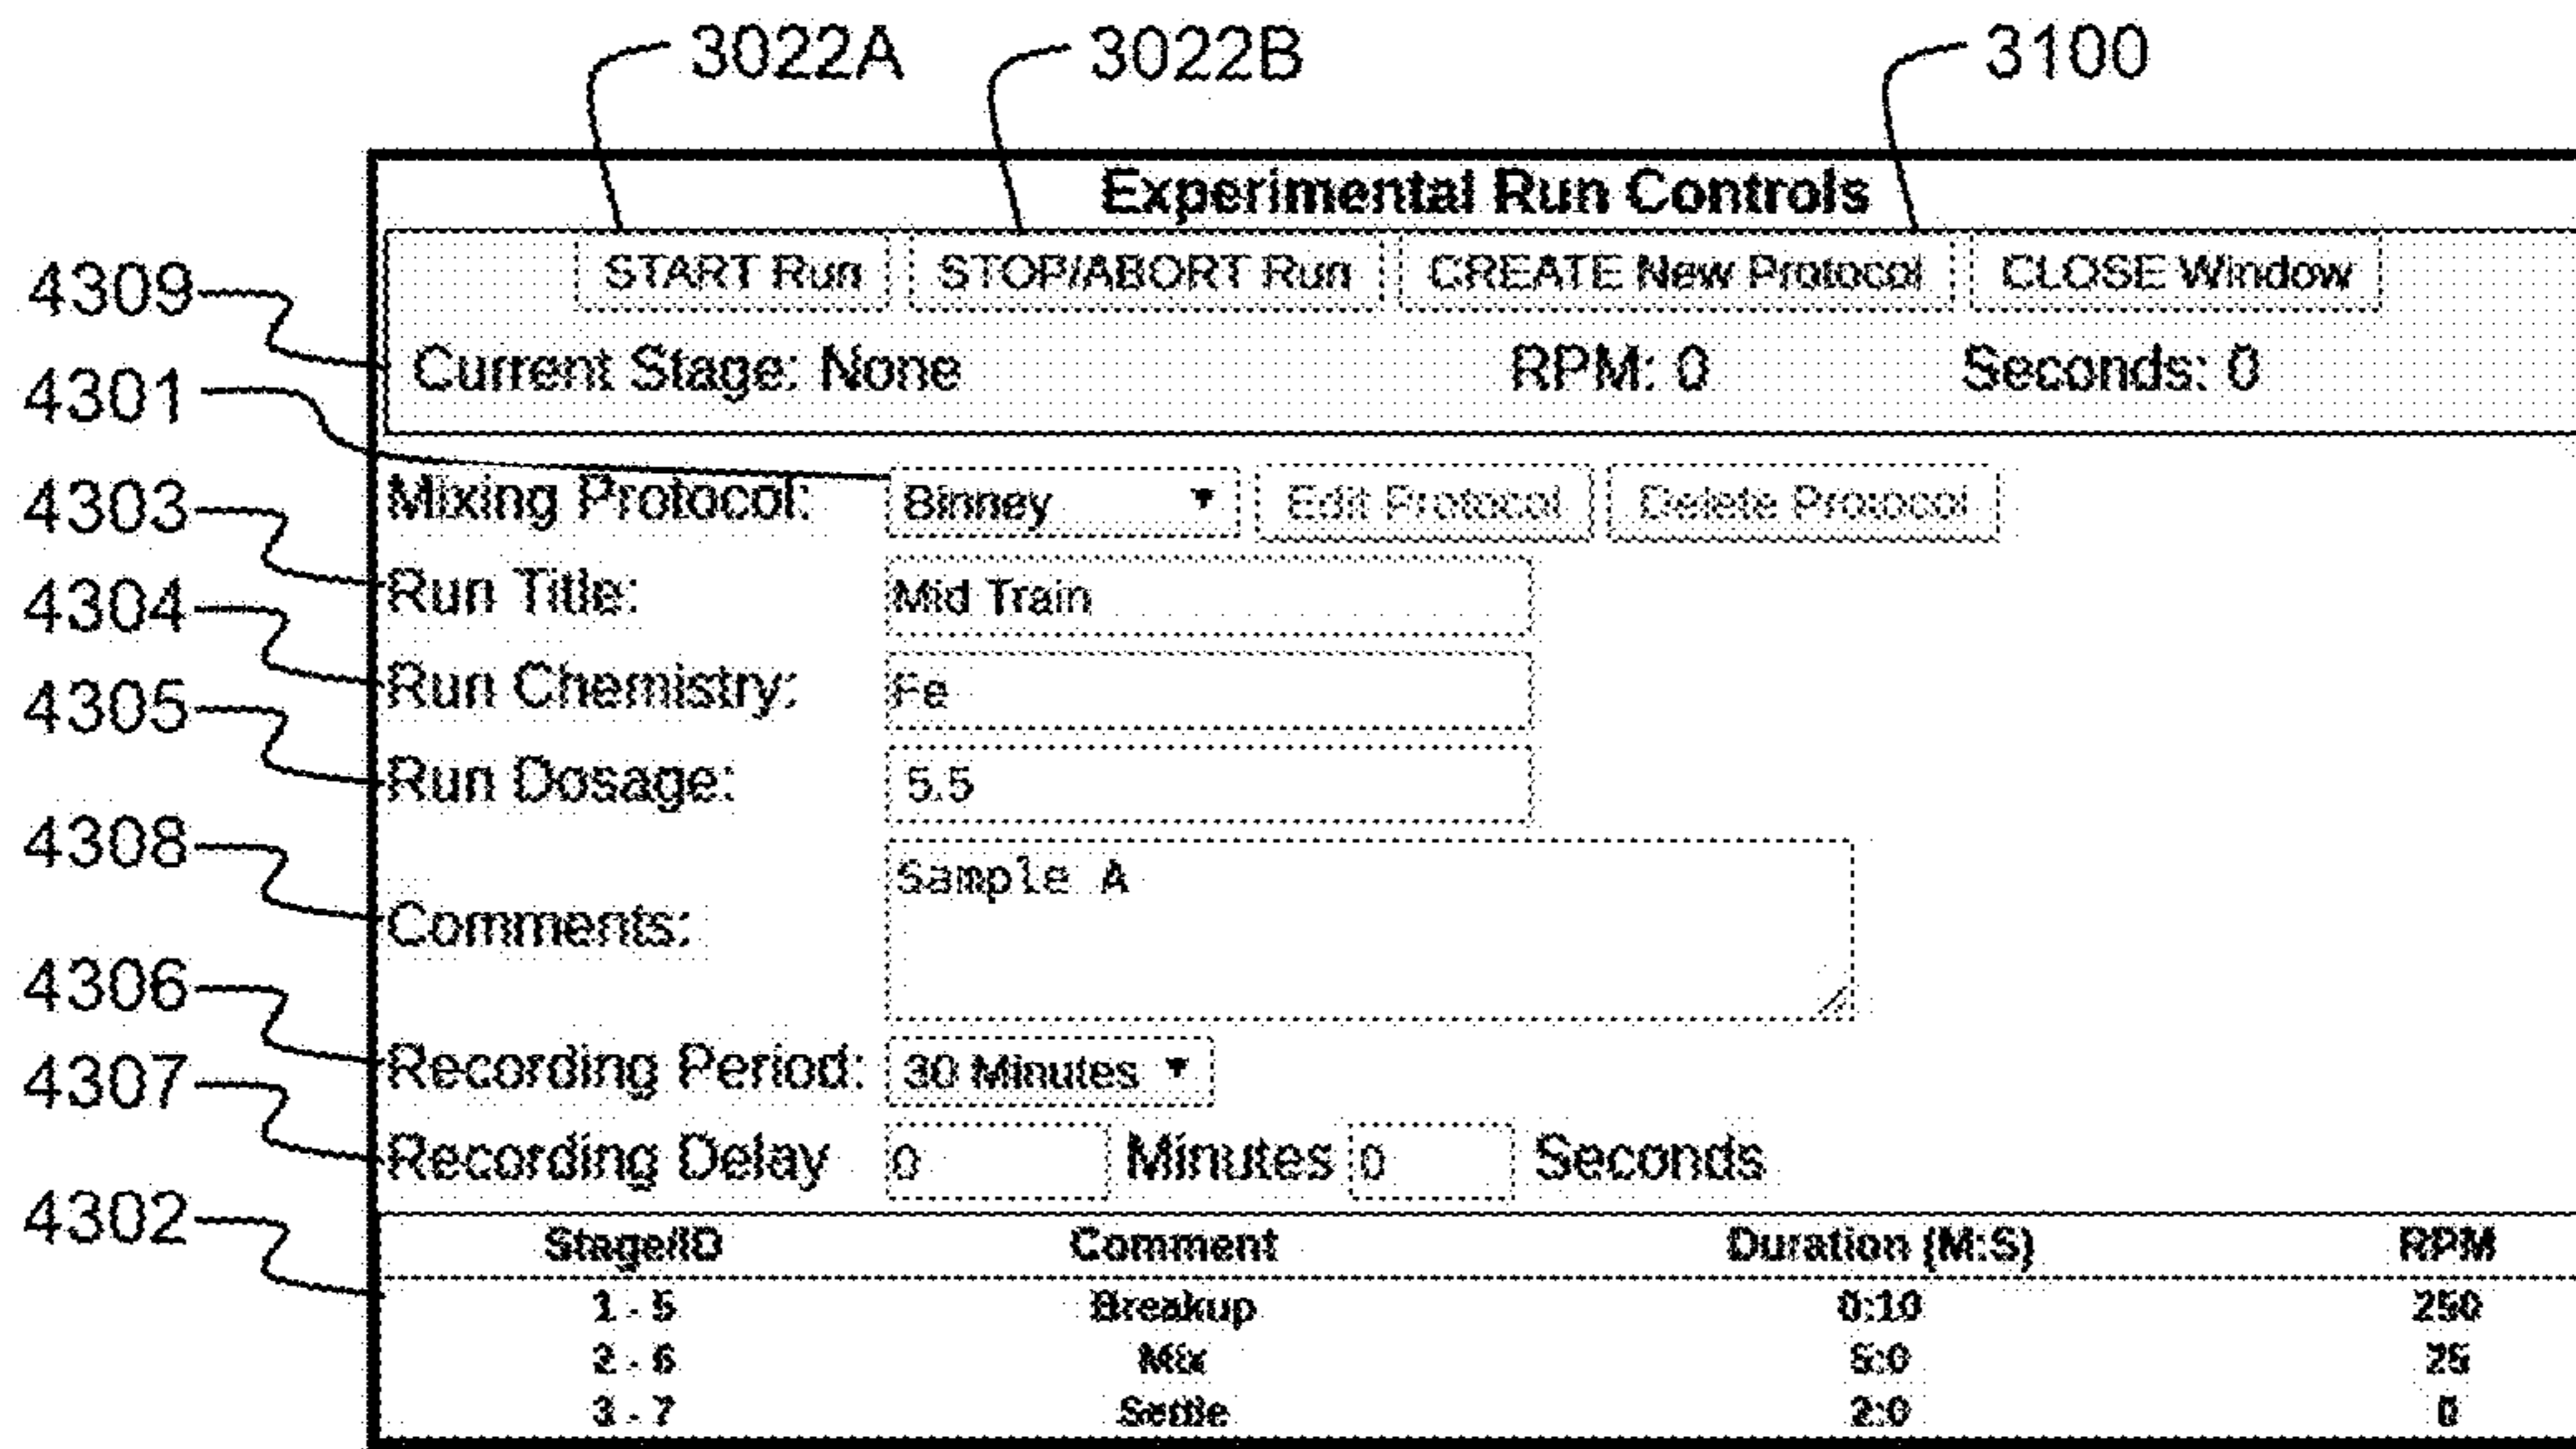 3022A 3022B 3100
Experimental Run Controls
START Run STOP/ABORT Run CREATE New Protocol CLOSE Window
4309
Current Stage: None RPM: 0 Seconds: 0
4301
Mixing Protocol: Binney Edit Protocol Delete Protocol
4303
Run Title: Mid Train
4304
Run Chemistry: Fe
4305
Run Dosage: 5.5
4308
Sample A
Comments:
4306
Recording Period: 30 Minutes
4307
Recording Delay 0 Minutes 0 Seconds
4302
Stage/ID Comment Duration (M:S) RPM
1 - 5 Breakup 0:10 250
2 - 6 Mix 5:0 25
3 - 7 Settle 2:0 0